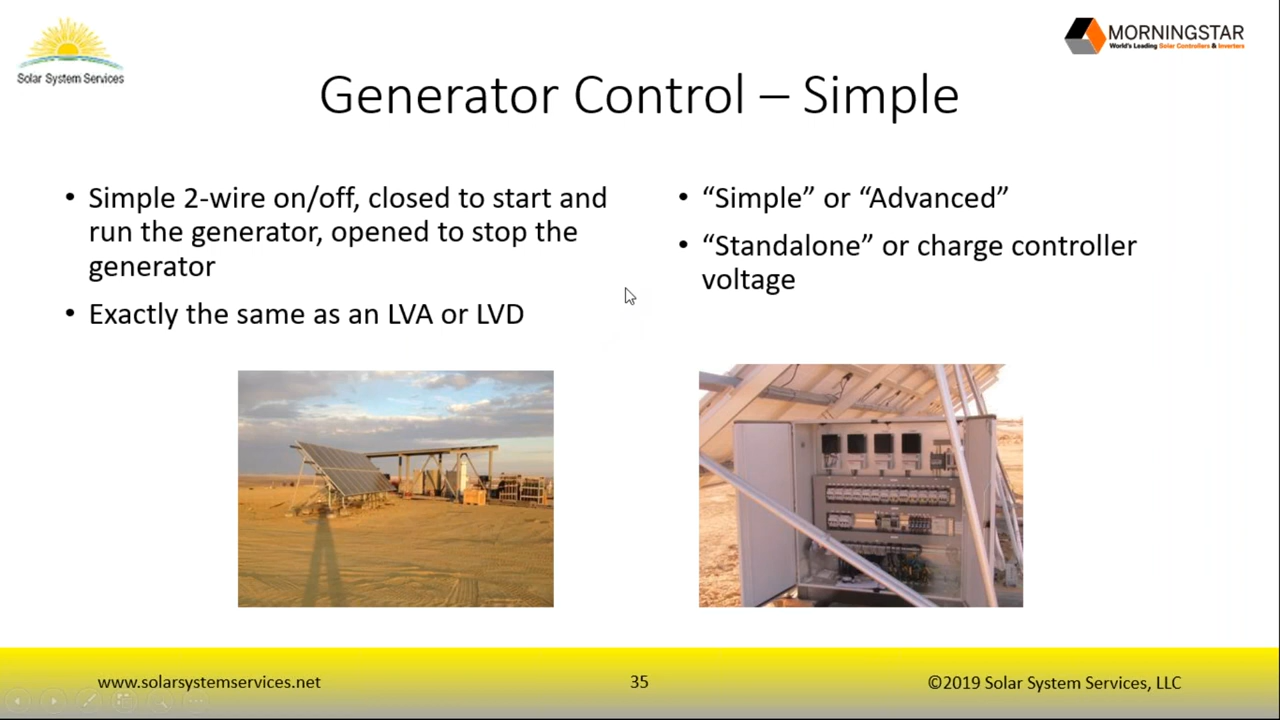 Solar System Services
MORNINGSTAR
World's Leading Solar Controllers & Inverters
Generator Control – Simple
• Simple 2-wire on/off, closed to start and
run the generator, opened to stop the
generator
• Exactly the same as an LVA or LVD
• “Simple” or “Advanced”
• “Standalone” or charge controller
voltage
www.solarsystemservices.net
35
©2019 Solar System Services, LLC